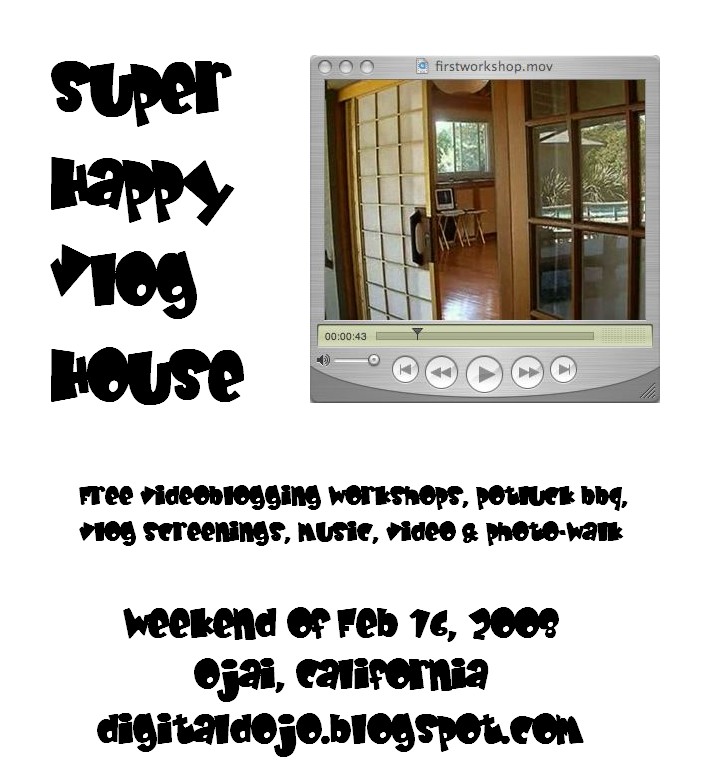 Super
Happy
Vlog
House
firstworkshop.mov
00:00:43
Free videoblogging workshops, potluck bbq,
vlog screenings, music, video & photo-walk
Weekend of Feb 16, 2008
Ojai, California
digitaldojo.blogspot.com